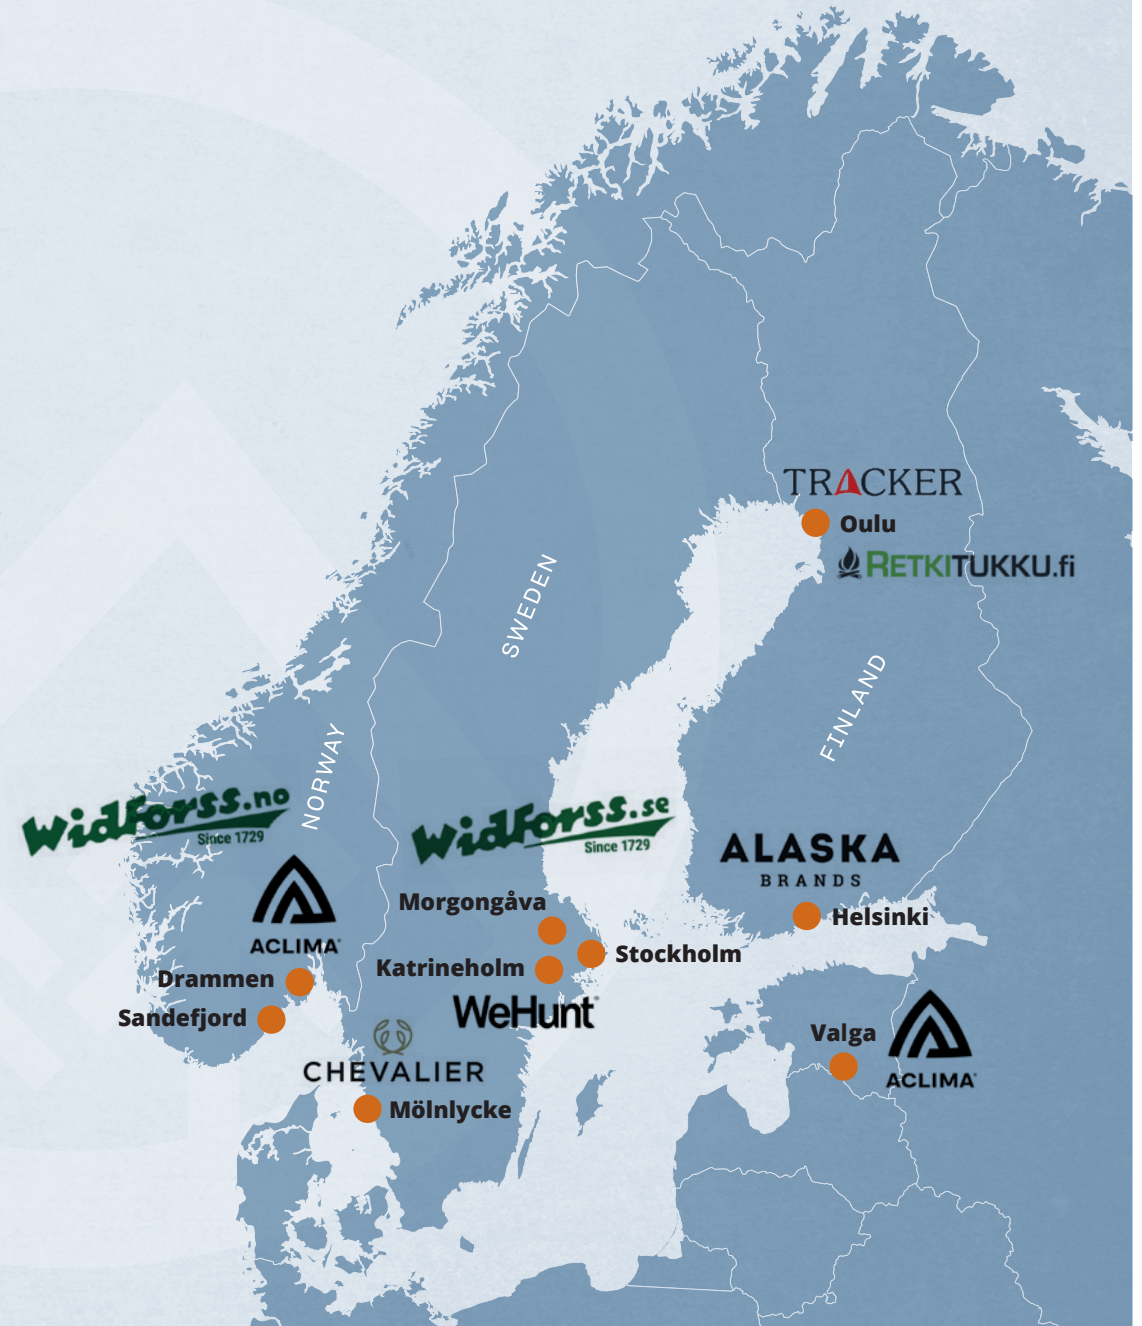 TRACKER
Oulu
RETKITUKKU.fi
SWEDEN
FINLAND
NORWAY
Widforss.no
Since 1729
Widforss.se
Since 1729
ALASKA
BRANDS
Morgongåva
Helsinki
ACLIMA
Stockholm
Katrineholm
Drammen
WeHunt
Sandefjord
Valga
CHEVALIER
ACLIMA
Mölnlycke